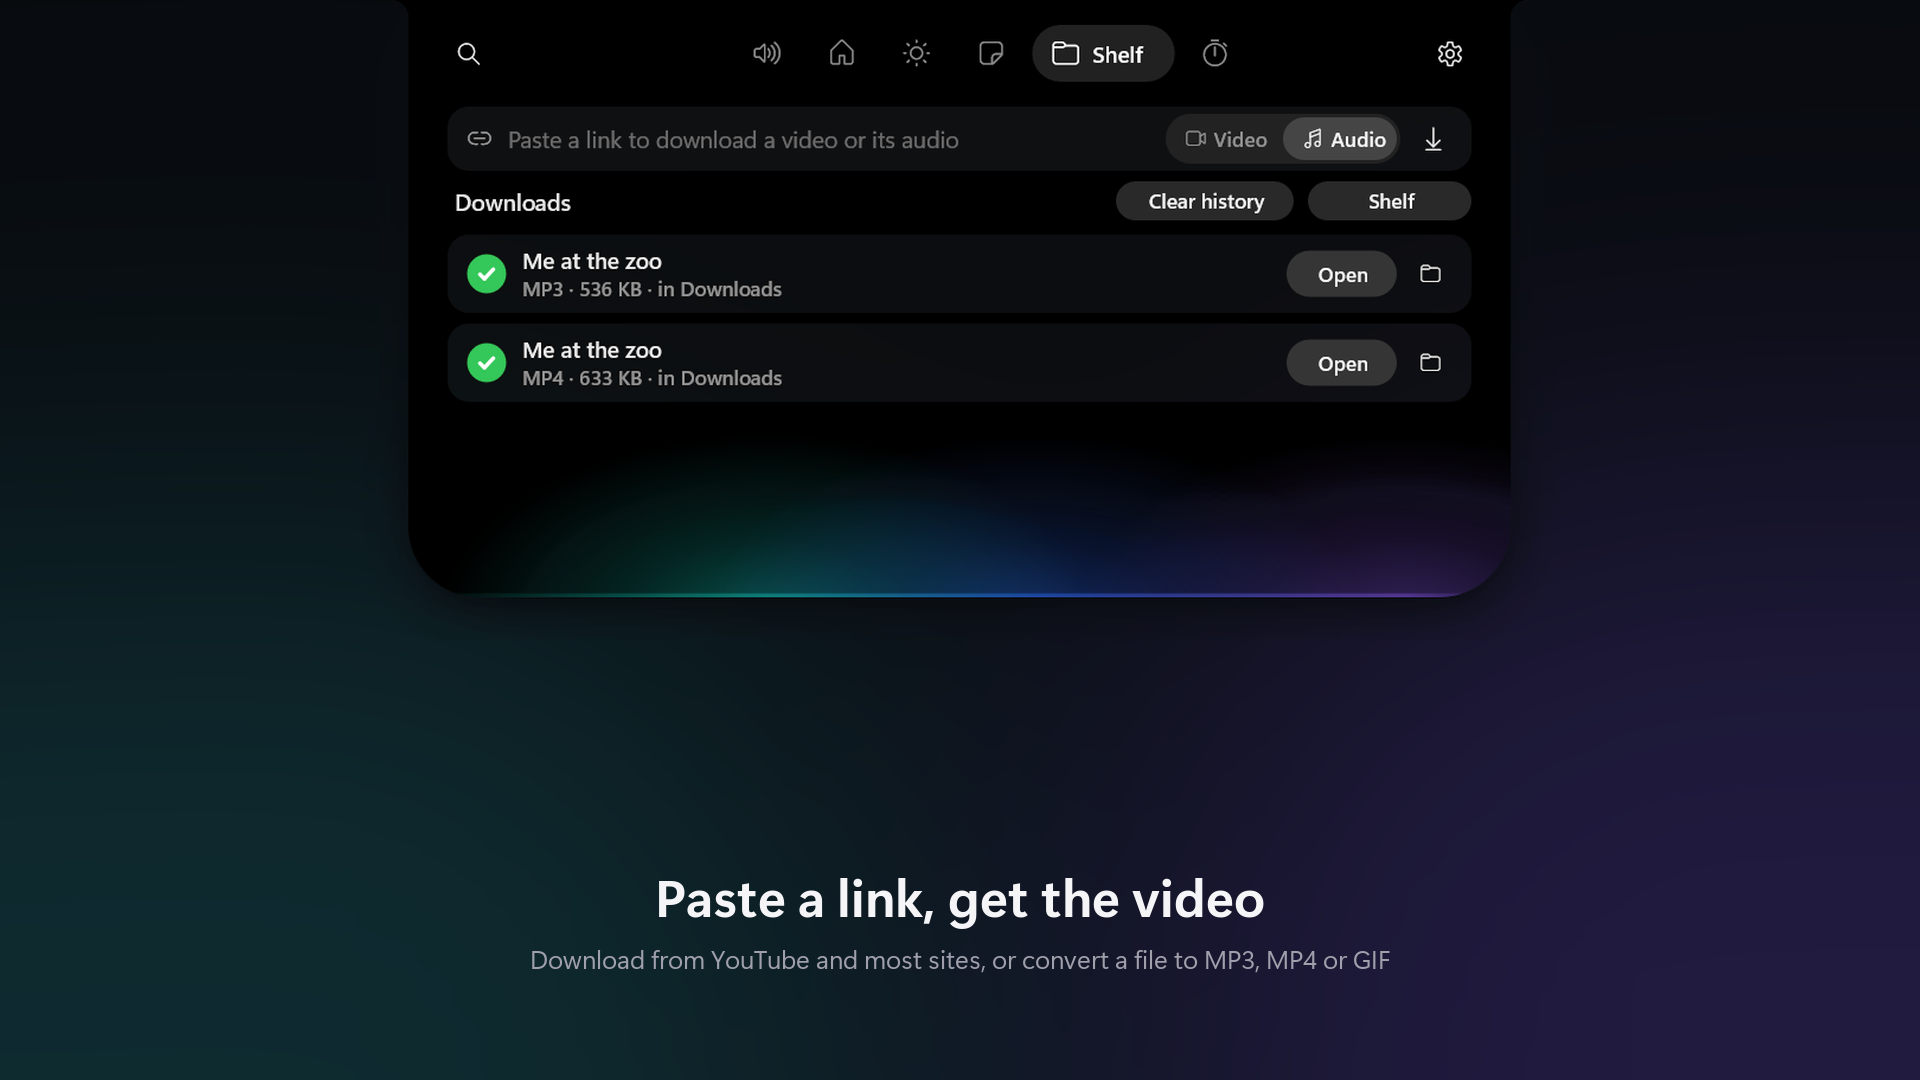 Shelf
Paste a link to download a video or its audio
Video
Audio
Downloads
Clear history
Shelf
Me at the zoo
MP3 · 536 KB · in Downloads
Open
Me at the zoo
MP4 · 633 KB · in Downloads
Open
Paste a link, get the video
Download from YouTube and most sites, or convert a file to MP3, MP4 or GIF